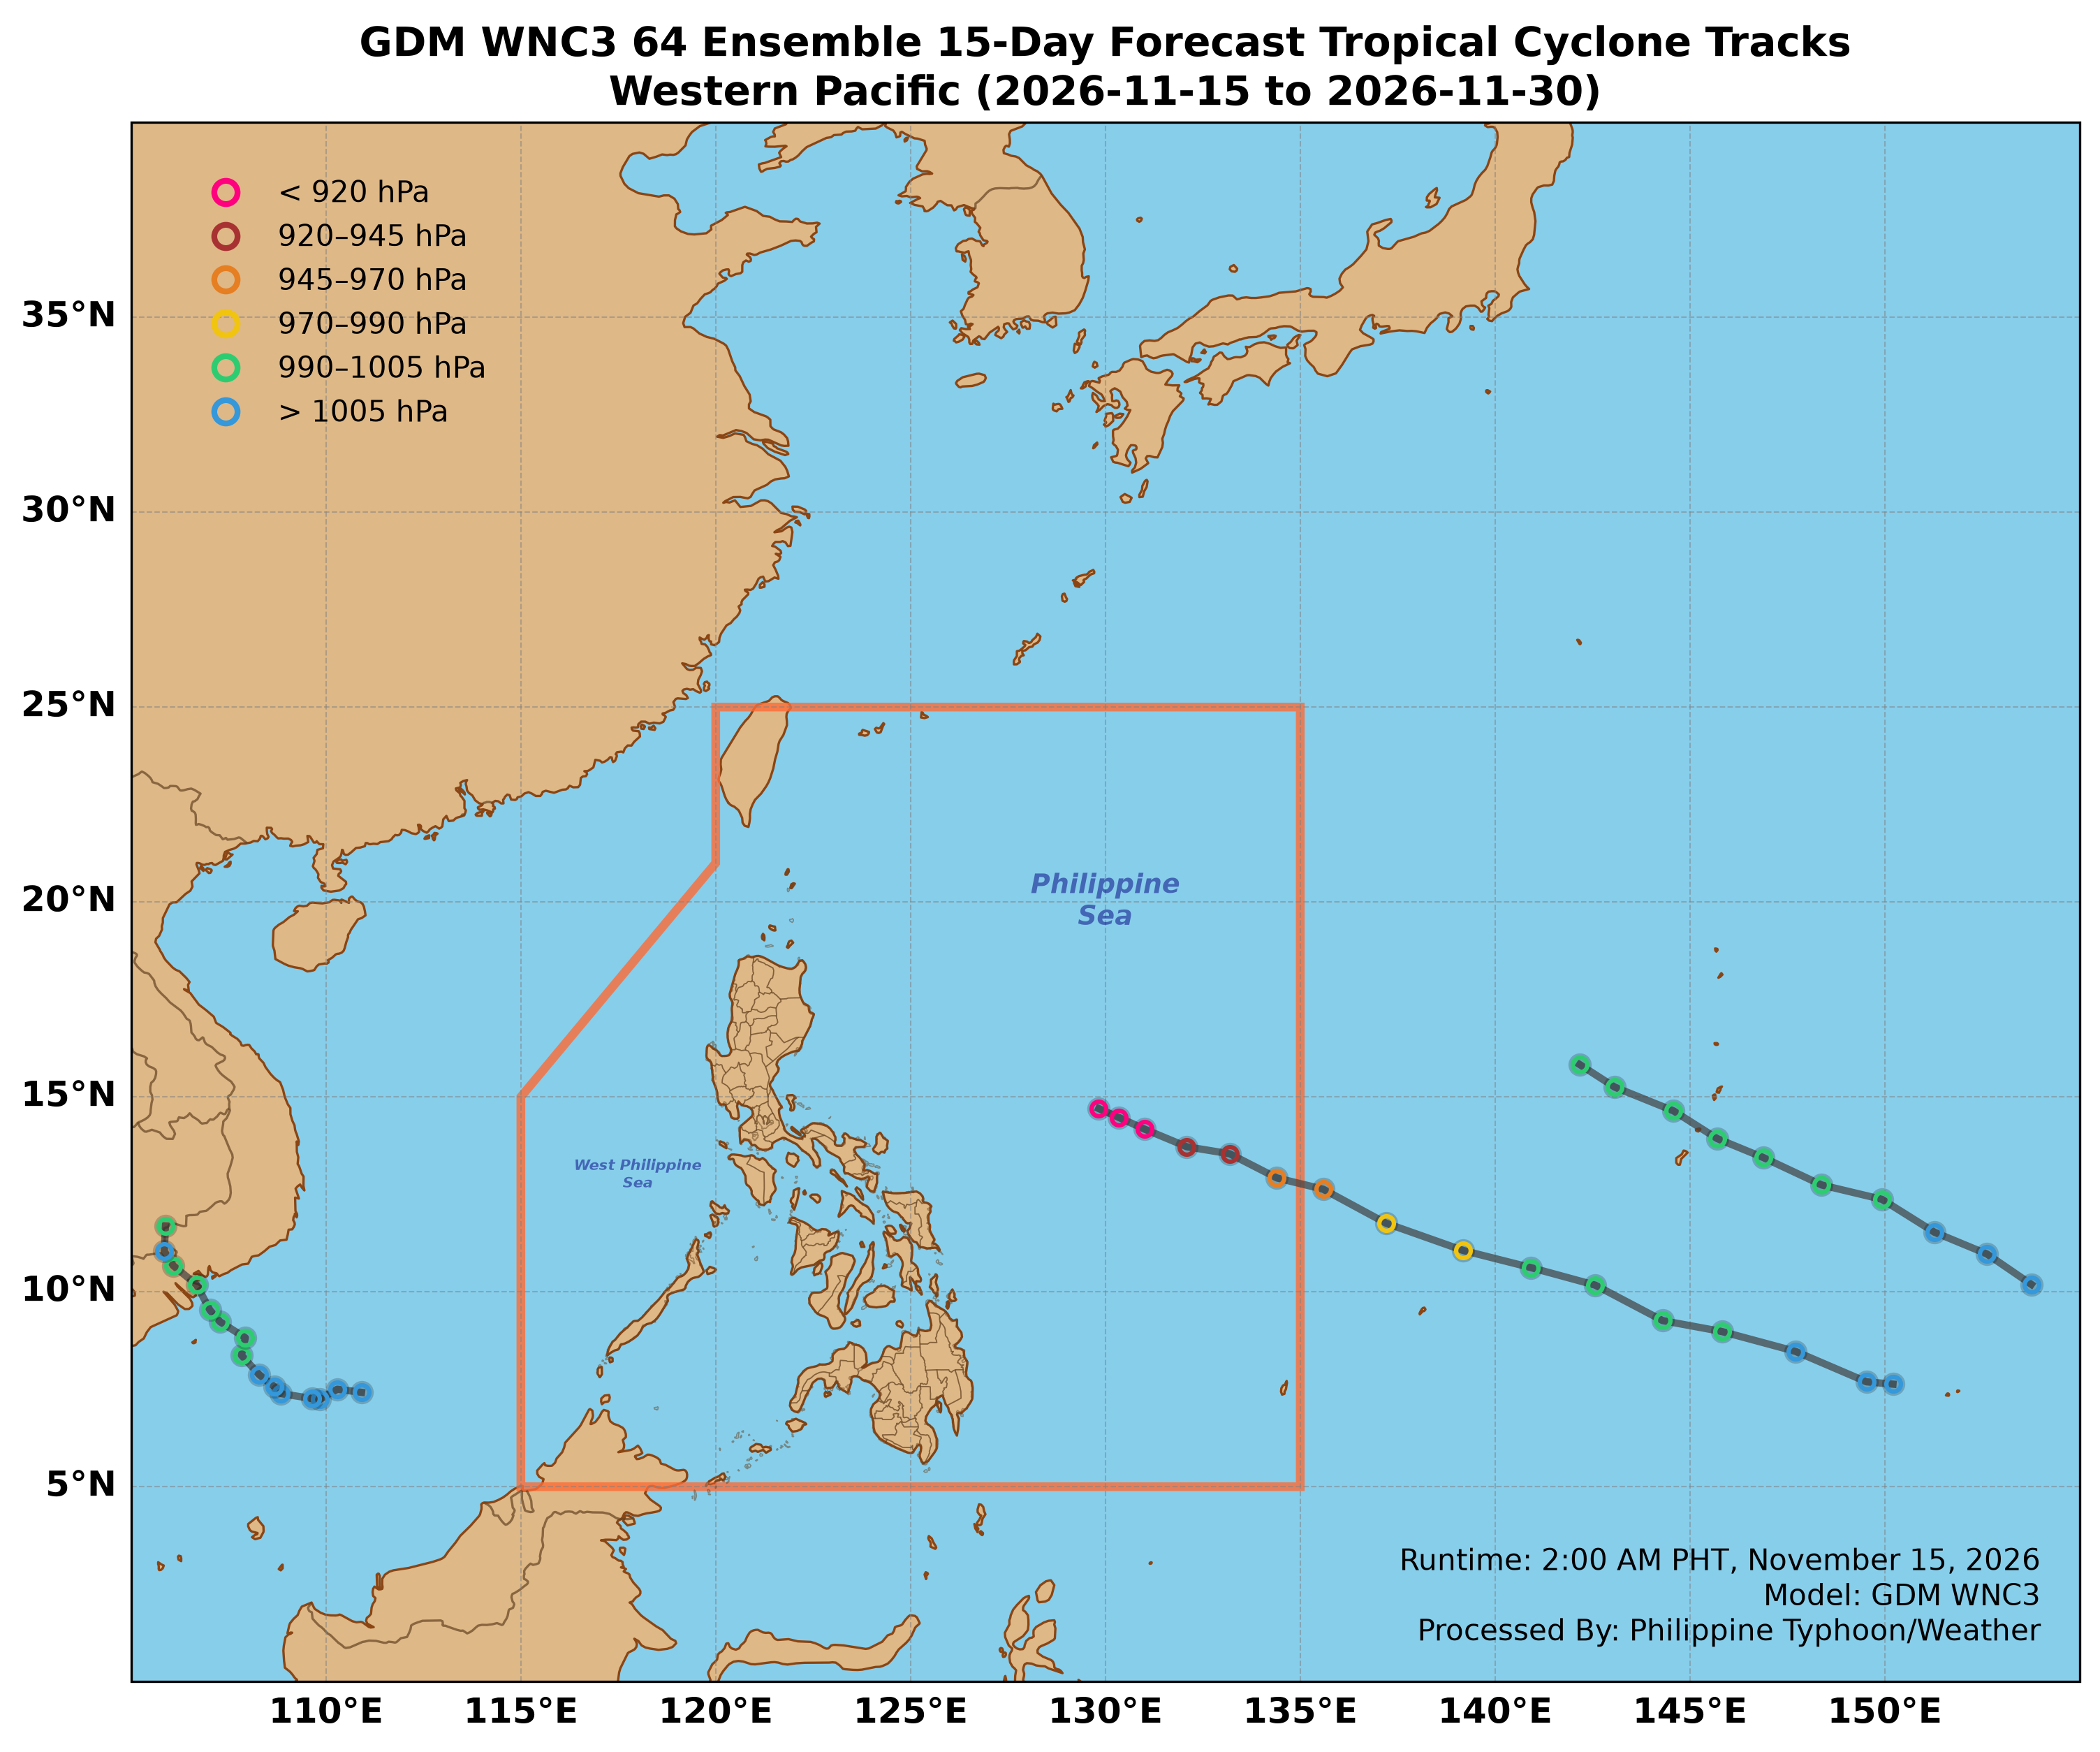 GDM WNC3 64 Ensemble 15-Day Forecast Tropical Cyclone Tracks
Western Pacific (2026-11-15 to 2026-11-30)
< 920 hPa
920–945 hPa
945–970 hPa
970–990 hPa
990–1005 hPa
> 1005 hPa
35°N
30°N
25°N
20°N
15°N
10°N
5°N
Philippine
Sea
West Philippine
Sea
Runtime: 2:00 AM PHT, November 15, 2026
Model: GDM WNC3
Processed By: Philippine Typhoon/Weather
110°E
115°E
120°E
125°E
130°E
135°E
140°E
145°E
150°E